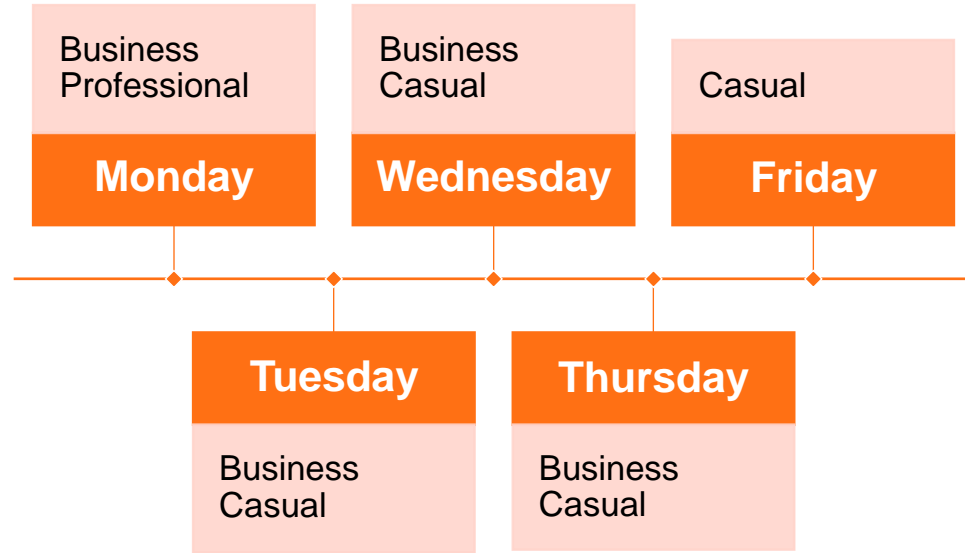 Business
Professional
Monday
Business
Casual
Wednesday
Casual
Friday
Tuesday
Business
Casual
Thursday
Business
Casual